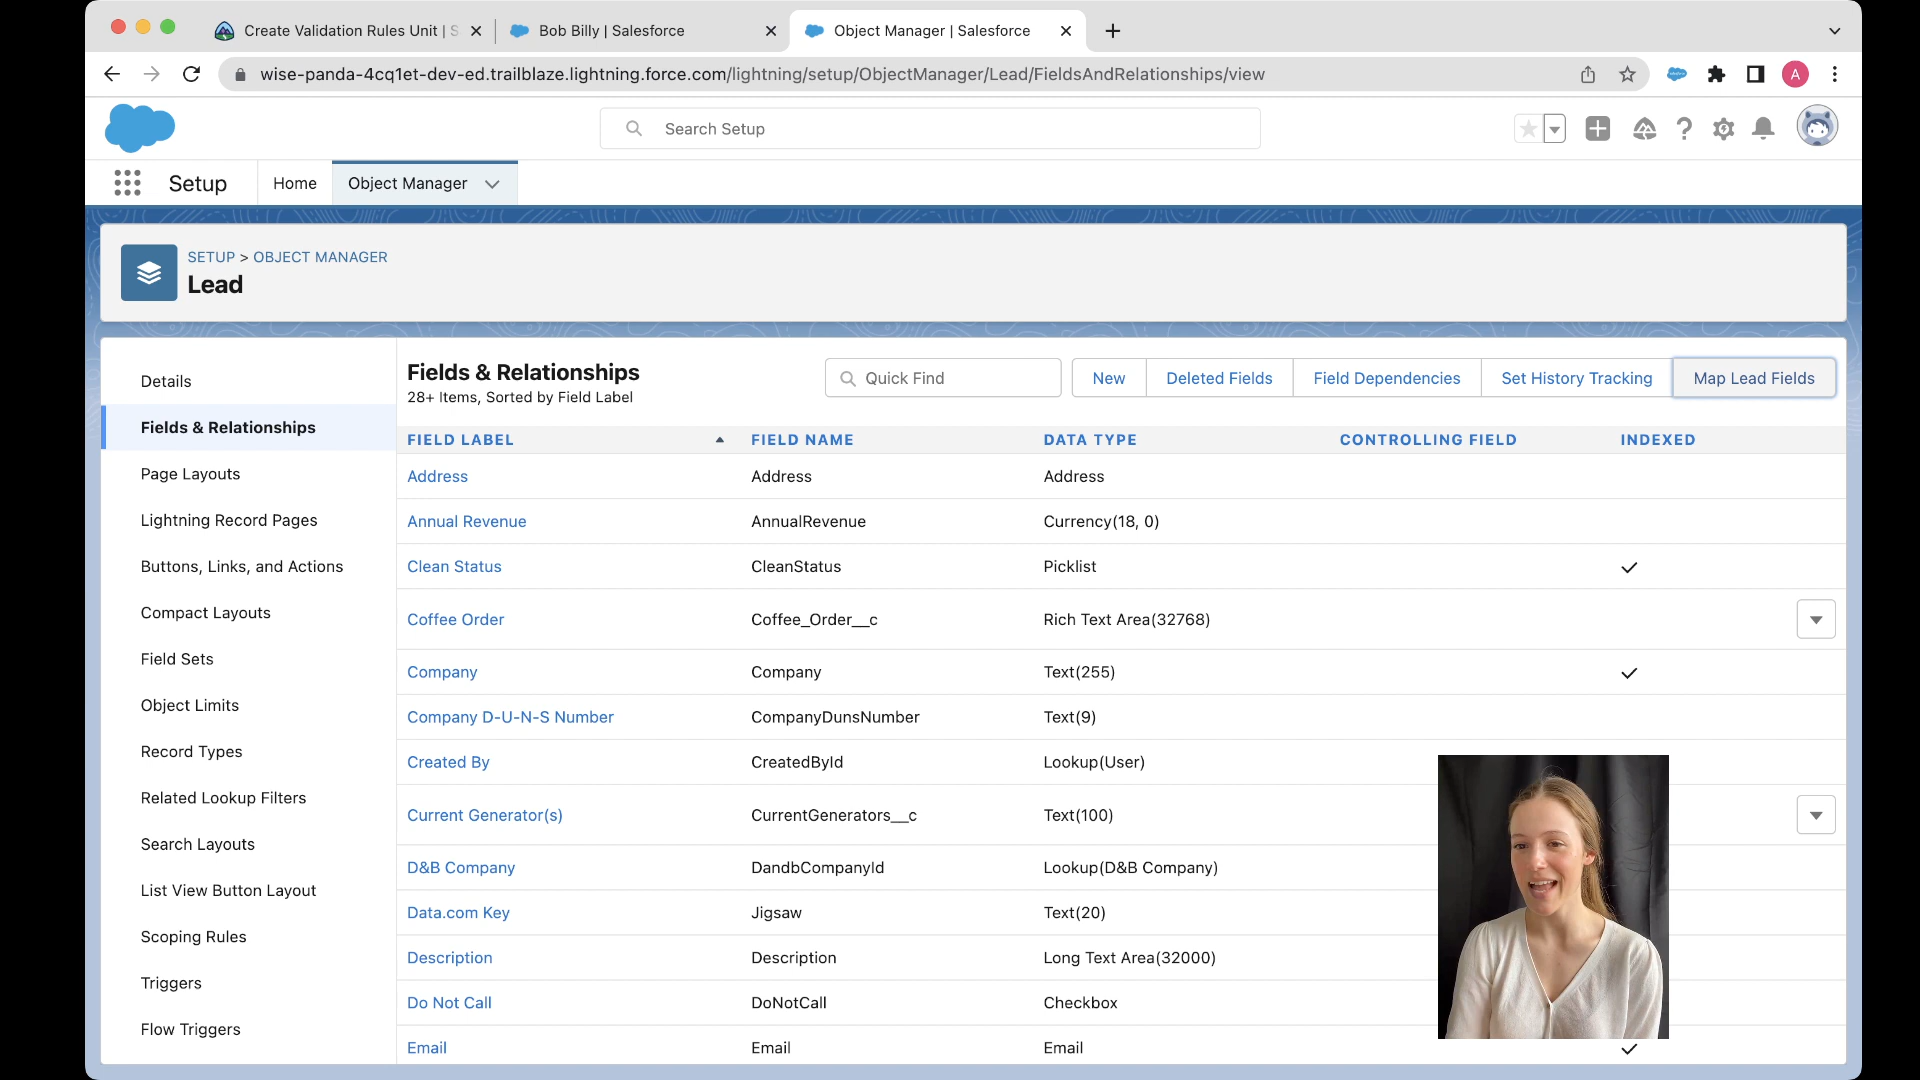 Create Validation Rules Unit | S
Bob Billy | Salesforce
Object Manager | Salesforce
wise-panda-4cq1et-dev-ed.trailblaze.lightning.force.com/lightning/setup/ObjectManager/Lead/FieldsAndRelationships/view
A
Search Setup
Setup
Home
Object Manager
SETUP > OBJECT MANAGER
Lead
Details
Fields & Relationships
Page Layouts
Lightning Record Pages
Buttons, Links, and Actions
Compact Layouts
Field Sets
Object Limits
Record Types
Related Lookup Filters
Search Layouts
List View Button Layout
Scoping Rules
Triggers
Flow Triggers
Fields & Relationships
28+ Items, Sorted by Field Label
Quick Find
New
Deleted Fields
Field Dependencies
Set History Tracking
Map Lead Fields
FIELD LABEL FIELD NAME DATA TYPE CONTROLLING FIELD INDEXED
Address Address Address
Annual Revenue AnnualRevenue Currency(18, 0)
Clean Status CleanStatus Picklist
Coffee Order Coffee_Order__c Rich Text Area(32768)
Company Company Text(255)
Company D-U-N-S Number CompanyDunsNumber Text(9)
Created By CreatedById Lookup(User)
Current Generator(s) CurrentGenerators__c Text(100)
D&B Company DandbCompanyId Lookup(D&B Company)
Data.com Key Jigsaw Text(20)
Description Description Long Text Area(32000)
Do Not Call DoNotCall Checkbox
Email Email Email